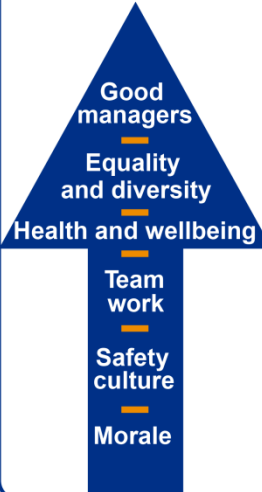 Good
managers
Equality
and diversity
Health and wellbeing
Team
work
Safety
culture
Morale